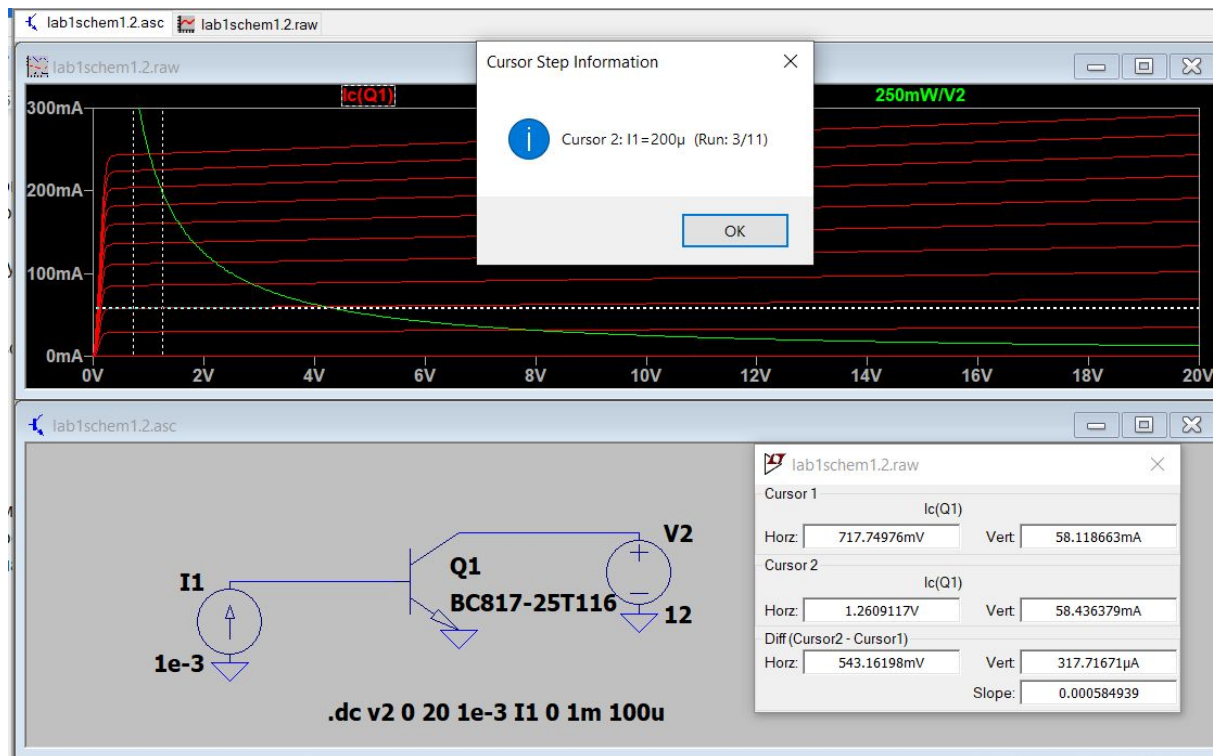 lab1schem1.2.asc lab1schem1.2.raw
lab1schem1.2.raw
Ic(Q1) 250mW/V2
300mA
200mA
100mA
0mA
0V 2V 4V 6V 8V 10V 12V 14V 16V 18V 20V
Cursor Step Information
Cursor 2: I1=200µ (Run: 3/11)
OK
lab1schem1.2.asc
I1
1e-3
Q1
BC817-25T116
V2
12
.dc v2 0 20 1e-3 I1 0 1m 100u
lab1schem1.2.raw
Cursor 1
Ic(Q1)
Horz: 717.74976mV Vert: 58.118663mA
Cursor 2
Ic(Q1)
Horz: 1.2609117V Vert: 58.436379mA
Diff (Cursor2 - Cursor1)
Horz: 543.16198mV Vert: 317.71671µA
Slope: 0.000584939